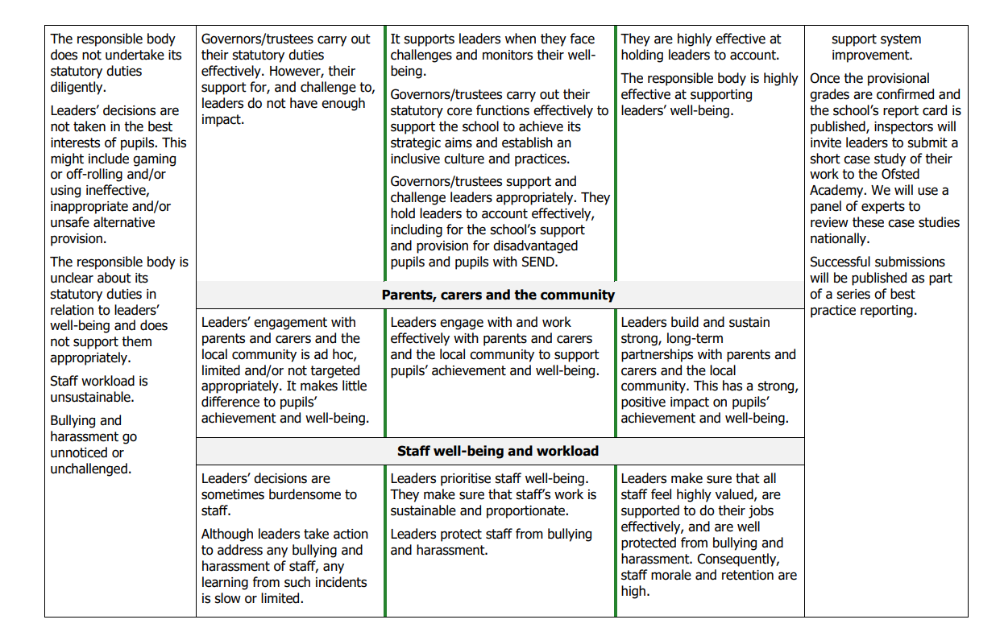 The responsible body
does not undertake its
statutory duties
diligently.
Leaders’ decisions are
not taken in the best
interests of pupils. This
might include gaming
or off-rolling and/or
using ineffective,
inappropriate and/or
unsafe alternative
provision.
The responsible body is
unclear about its
statutory duties in
relation to leaders’
well-being and does
not support them
appropriately.
Staff workload is
unsustainable.
Bullying and
harassment go
unnoticed or
unchallenged.
Governors/trustees carry out
their statutory duties
effectively. However, their
support for, and challenge to,
leaders do not have enough
impact.
It supports leaders when they face
challenges and monitors their well-
being.
Governors/trustees carry out their
statutory core functions effectively to
support the school to achieve its
strategic aims and establish an
inclusive culture and practices.
Governors/trustees support and
challenge leaders appropriately. They
hold leaders to account effectively,
including for the school’s support
and provision for disadvantaged
pupils and pupils with SEND.
They are highly effective at
holding leaders to account.
The responsible body is highly
effective at supporting
leaders’ well-being.
Parents, carers and the community
Leaders’ engagement with
parents and carers and the
local community is ad hoc,
limited and/or not targeted
appropriately. It makes little
difference to pupils’
achievement and well-being.
Leaders engage with and work
effectively with parents and carers
and the local community to support
pupils’ achievement and well-being.
Leaders build and sustain
strong, long-term
partnerships with parents and
carers and the local
community. This has a strong,
positive impact on pupils’
achievement and well-being.
Staff well-being and workload
Leaders’ decisions are
sometimes burdensome to
staff.
Although leaders take action
to address any bullying and
harassment of staff, any
learning from such incidents
is slow or limited.
Leaders prioritise staff well-being.
They make sure that staff’s work is
sustainable and proportionate.
Leaders protect staff from bullying
and harassment.
Leaders make sure that all
staff feel highly valued, are
supported to do their jobs
effectively, and are well
protected from bullying and
harassment. Consequently,
staff morale and retention are
high.
support system
improvement.
Once the provisional
grades are confirmed and
the school’s report card is
published, inspectors will
invite leaders to submit a
short case study of their
work to the Ofsted
Academy. We will use a
panel of experts to
review these case studies
nationally.
Successful submissions
will be published as part
of a series of best
practice reporting.